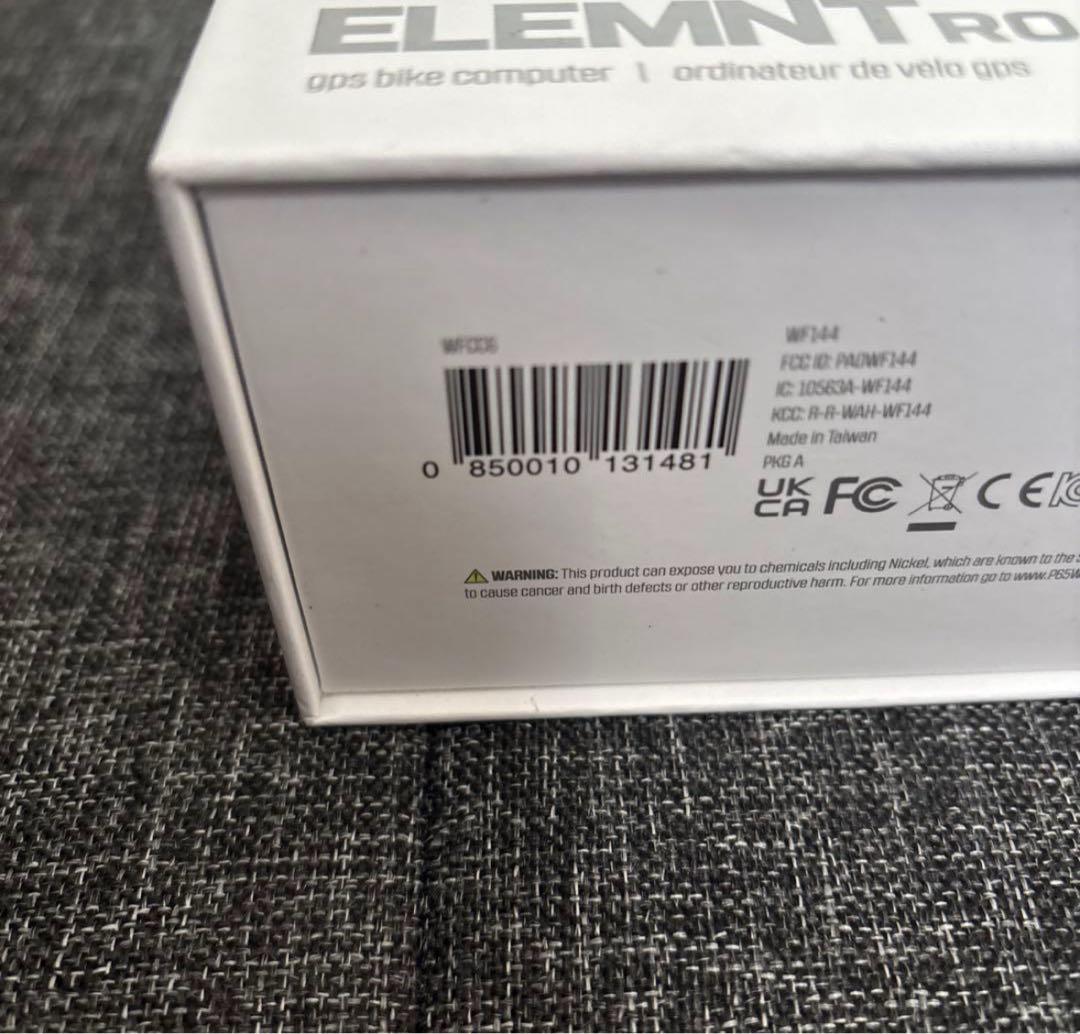 ELEMNT RO
gps bike computer | ordinateur de vélo gps
WF144
FCC ID: PADWF144
IC: 10563A-WF144
KCC: R-R-WAH-WF144
Made in Taiwan
PKG A
0 850010 131481
UK CA FC CE
WARNING: This product can expose you to chemicals including Nickel, which are known to the
to cause cancer and birth defects or other reproductive harm. For more information go to www.P65W